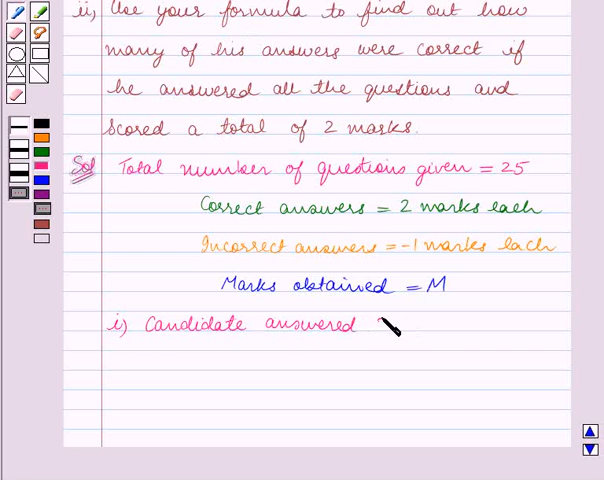 ii, Use your formula to find out how
many of his answers were correct if
he answered all the questions and
Scored a total of 2 marks.
Sol Total number of questions given = 25
Correct answers = 2 marks each
Incorrect answers = -1 marks each
Marks obtained = M
i) Candidate answered